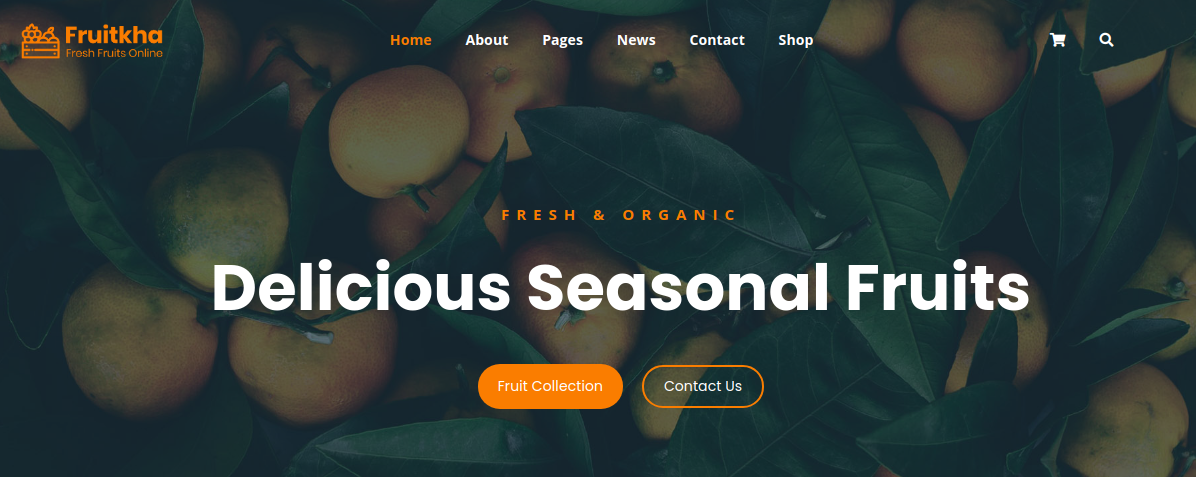 Fruitkha
Fresh Fruits Online
Home About Pages News Contact Shop
FRESH & ORGANIC
Delicious Seasonal Fruits
Fruit Collection Contact Us